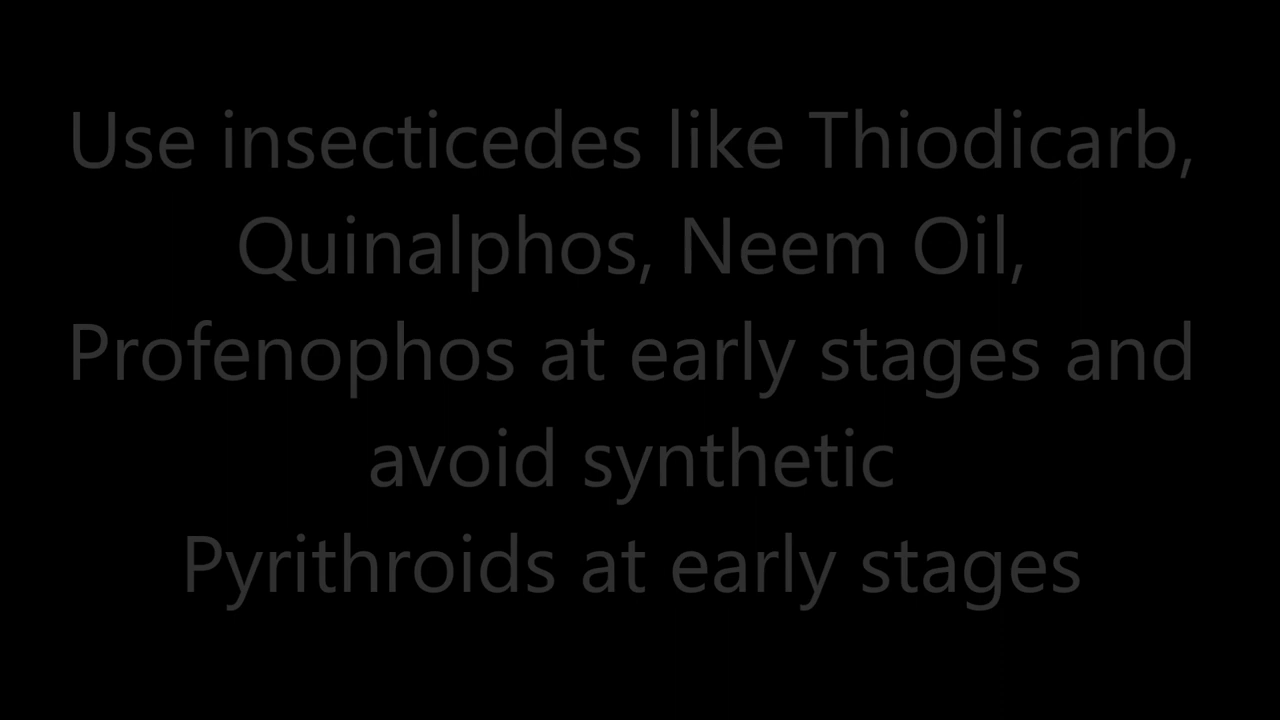 Use insecticedes like Thiodicarb,
Quinalphos, Neem Oil,
Profenophos at early stages and
avoid synthetic
Pyrithroids at early stages